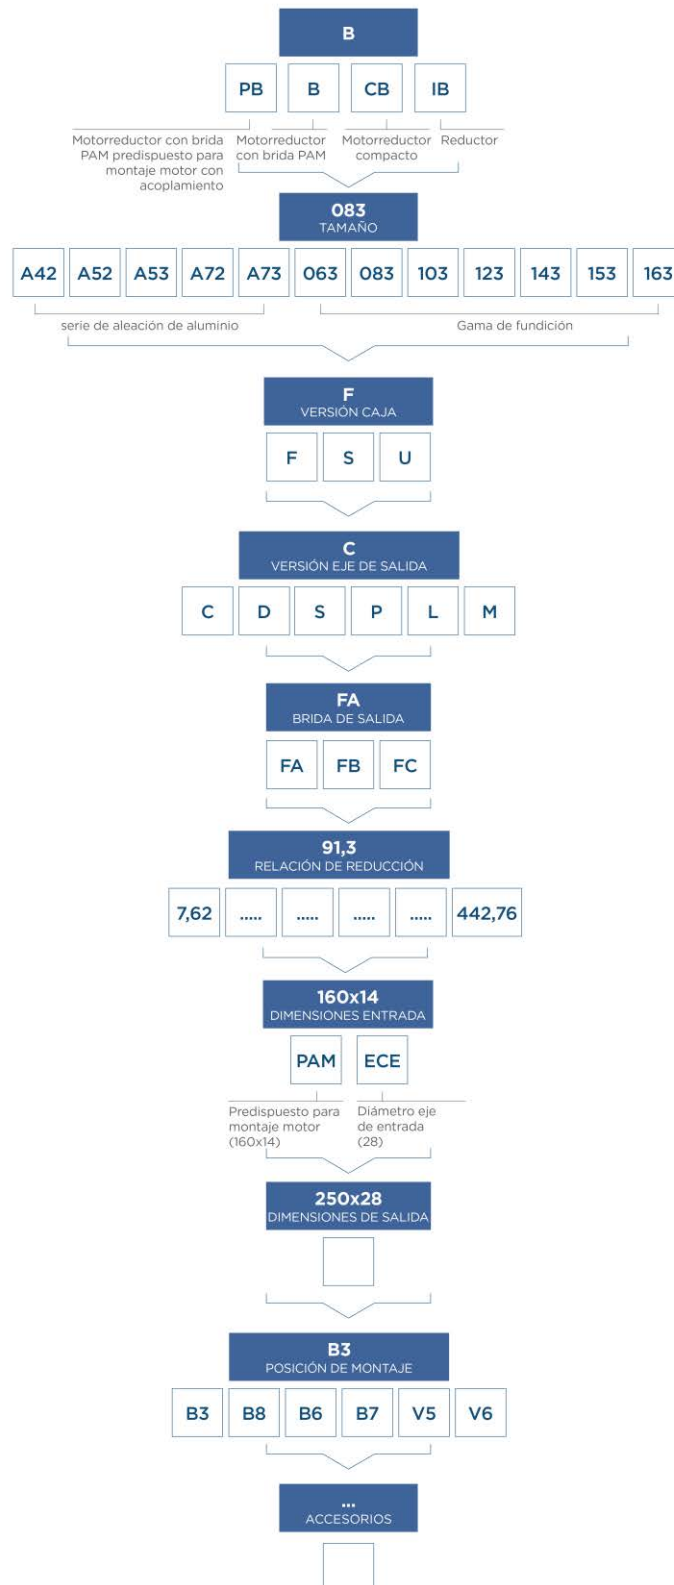 B
PB B CB IB
Motorreductor con brida
PAM predispuesto para
montaje motor con
acoplamiento
Motorreductor
con brida PAM
Motorreductor
compacto
Reductor
083
TAMAÑO
A42 A52 A53 A72 A73 063 083 103 123 143 153 163
serie de aleación de aluminio
Gama de fundición
F
VERSIÓN CAJA
F S U
C
VERSIÓN EJE DE SALIDA
C D S P L M
FA
BRIDA DE SALIDA
FA FB FC
91,3
RELACIÓN DE REDUCCIÓN
7,62 ..... ..... ..... ..... 442,76
160x14
DIMENSIONES ENTRADA
PAM ECE
Predispuesto para
montaje motor
(160x14)
Diámetro eje
de entrada
(28)
250x28
DIMENSIONES DE SALIDA
B3
POSICIÓN DE MONTAJE
B3 B8 B6 B7 V5 V6
...
ACCESORIOS